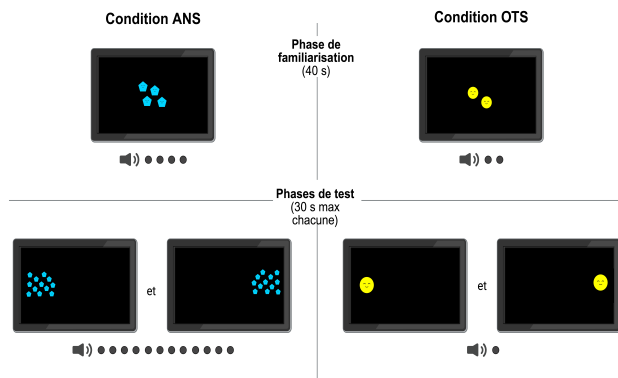 Condition ANS
Condition OTS
Phase de
familiarisation
(40 s)
Phases de test
(30 s max
chacune)
et
et